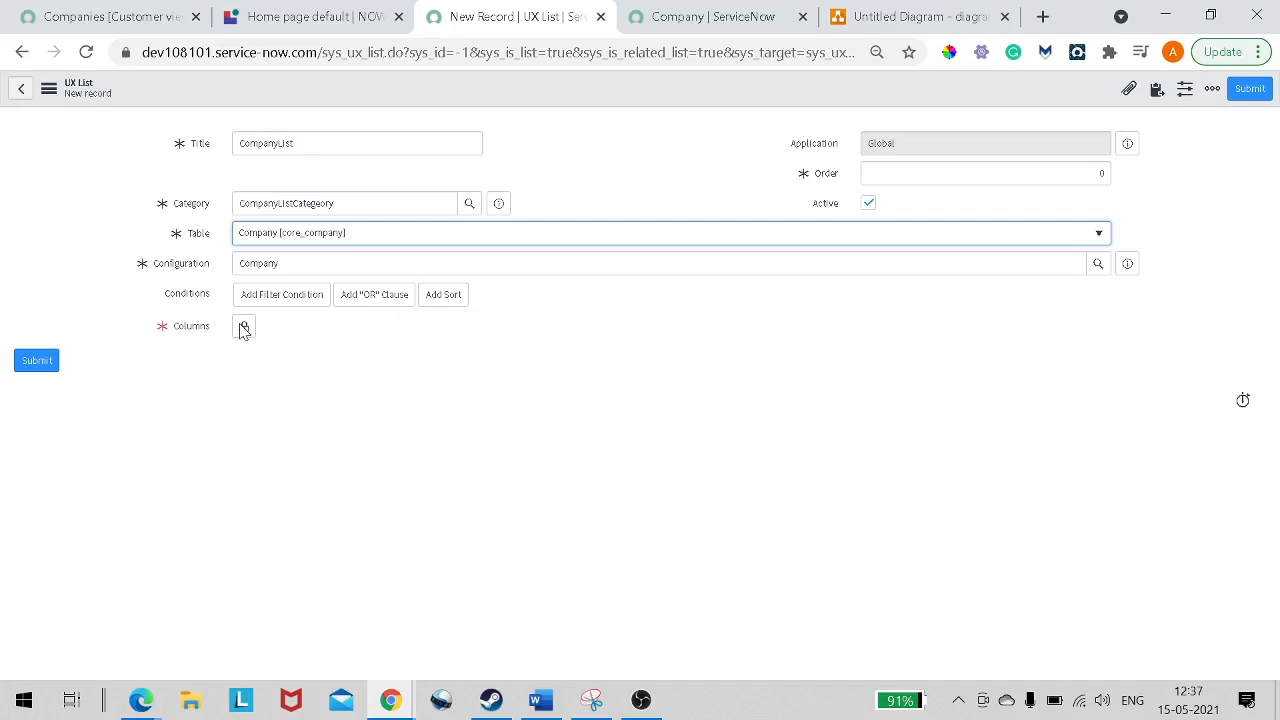 Companies [Customer servi
Home page default | NOW
New Record | UX List | Serv
Company | ServiceNow
Untitled Diagram - diagra
dev108101.service-now.com/sys_ux_list.do?sys_id=-1&sys_is_list=true&sys_is_related_list=true&sys_target=sys_ux...
A
Update
UX List
New record
Submit
Title
CompanyList
Application
Global
Order
0
Category
CompanyListCategeory
Active
Table
Company [core_company]
Configuration
Company
Conditions
Add Filter Condition
Add "OR" Clause
Add Sort
Columns
Submit
L
W
91%
ENG
12:37
15-05-2021